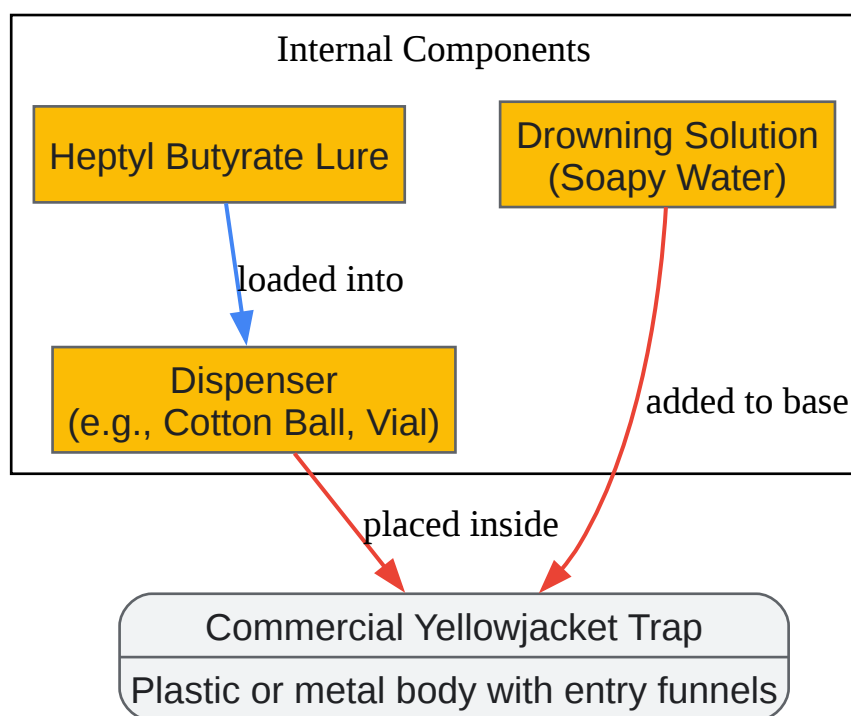 Internal Components
Heptyl Butyrate Lure
Drowning Solution
(Soapy Water)
loaded into
Dispenser
(e.g., Cotton Ball, Vial)
added to base
placed inside
Commercial Yellowjacket Trap
Plastic or metal body with entry funnels